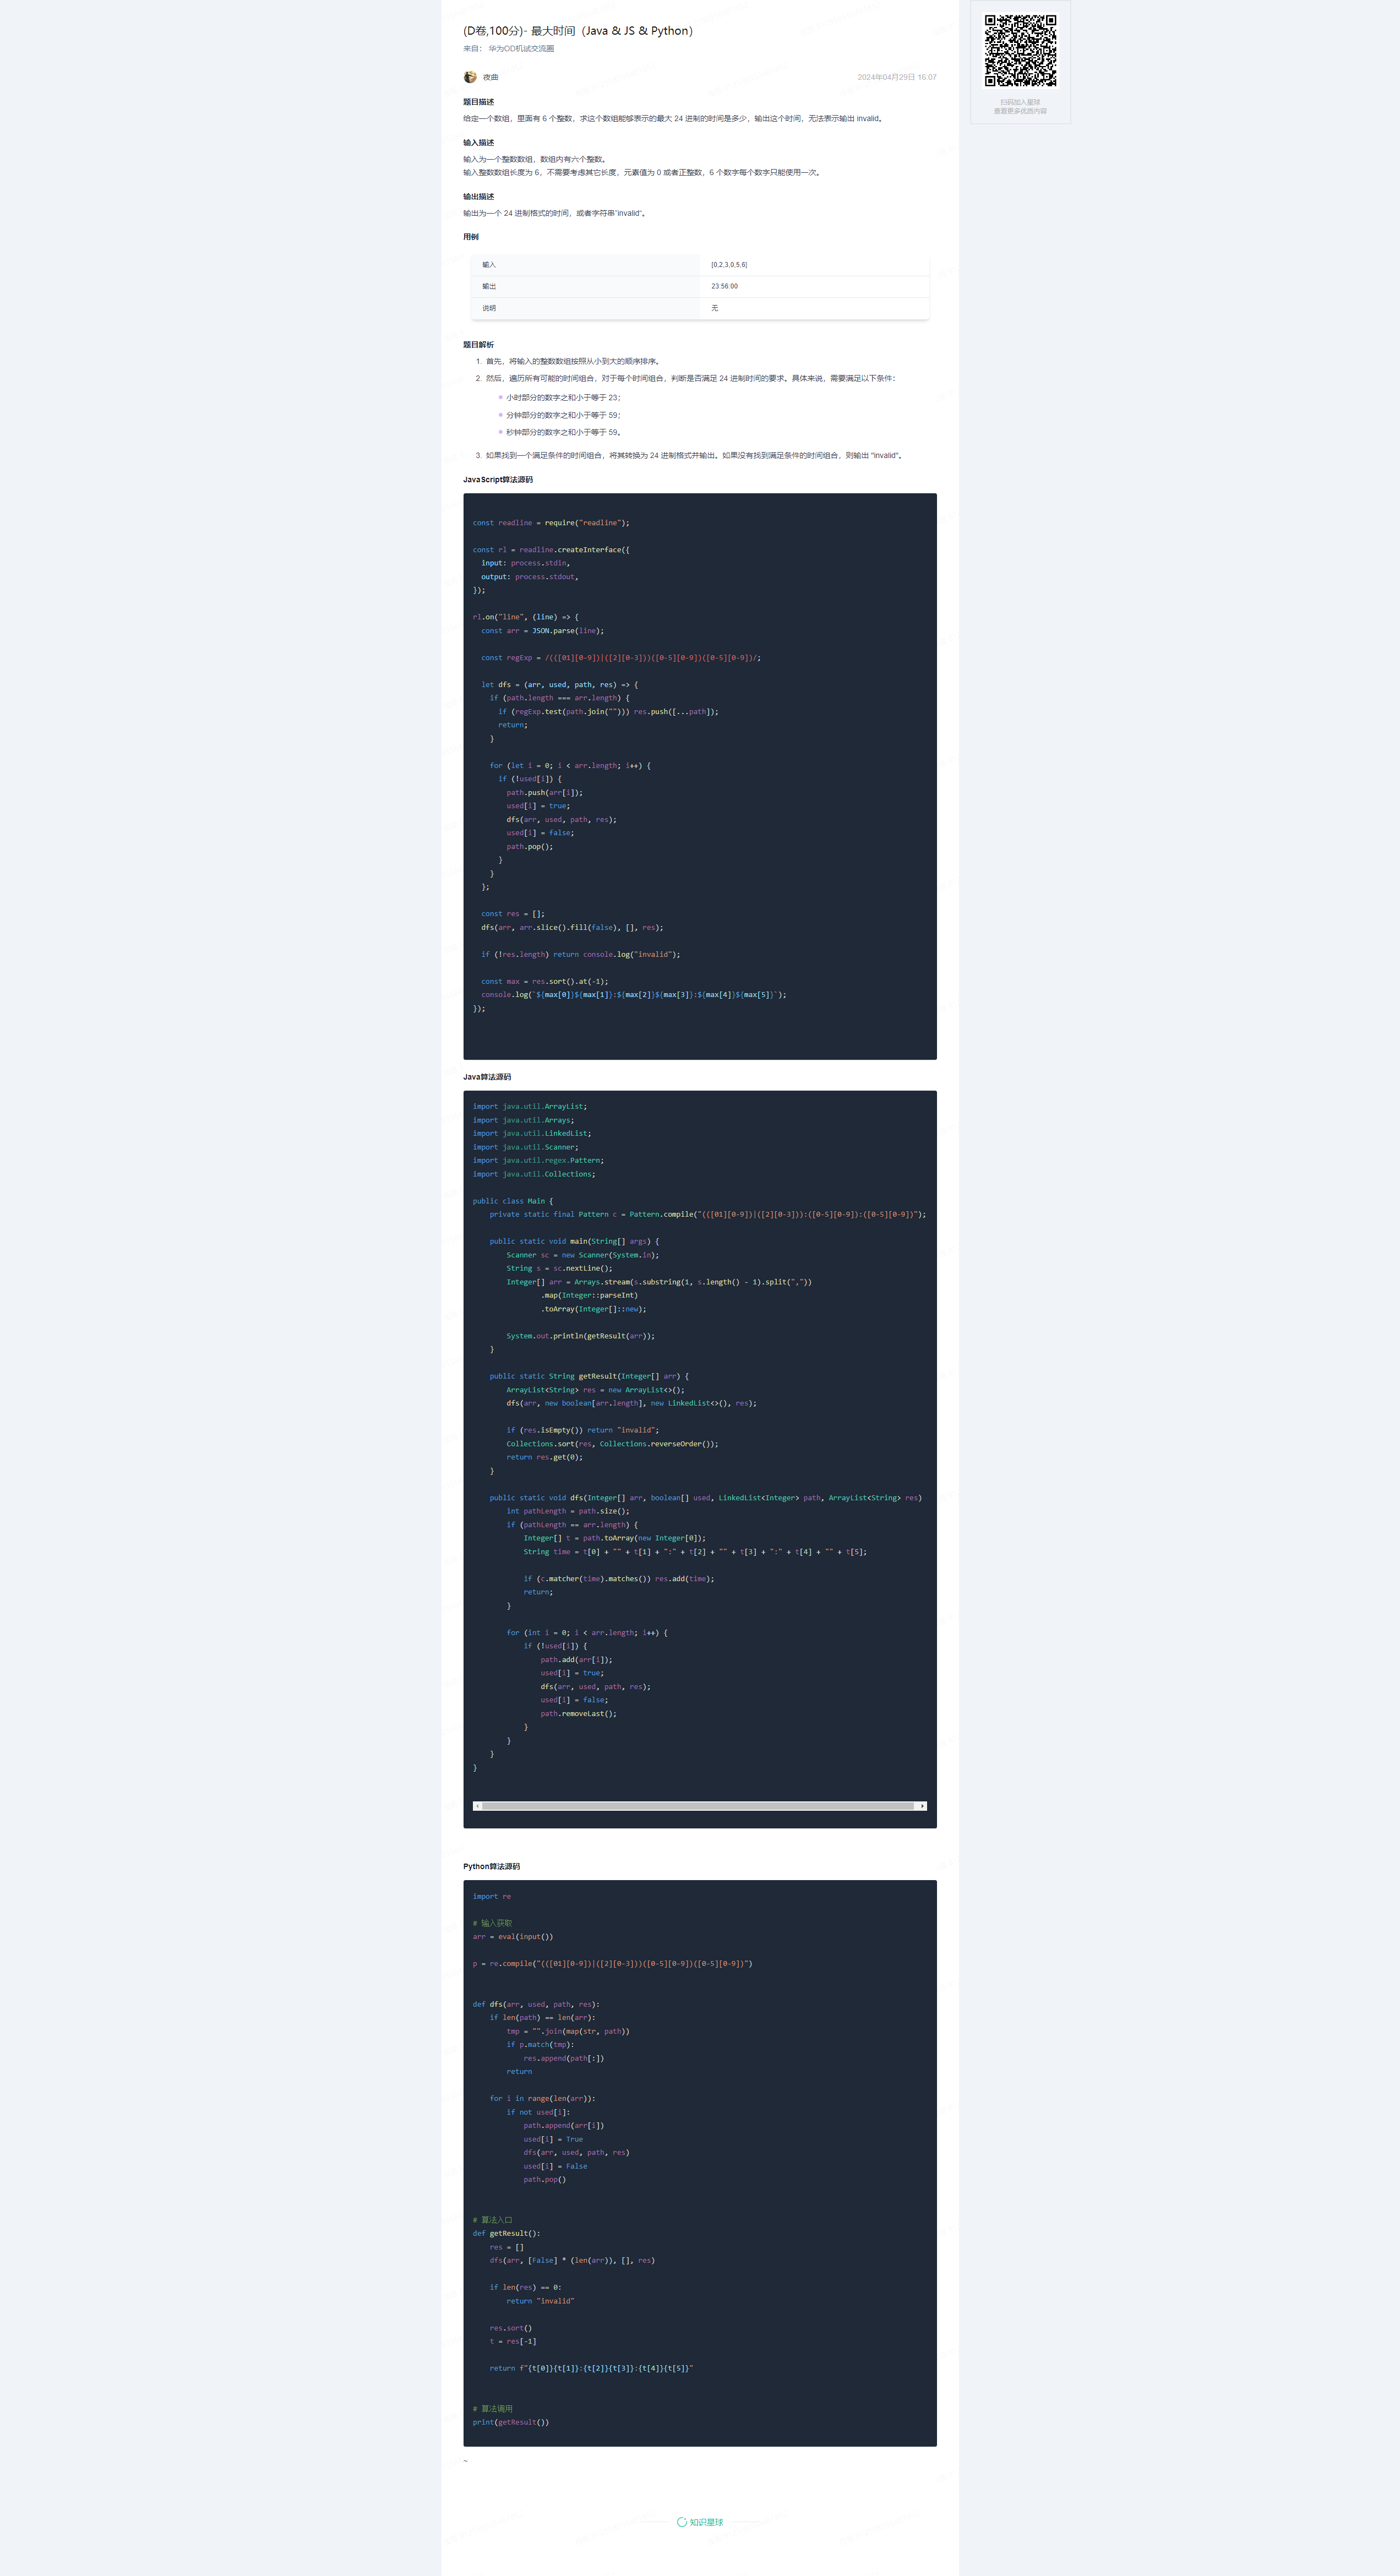 (D卷,100分)- 最大时间（Java & JS & Python）
来自： 华为OD机试交流圈
夜曲
2024年04月29日 16:07
扫码加入星球
查看更多优质内容
题目描述
给定一个数组，里面有 6 个整数，求这个数组能够表示的最大 24 进制的时间是多少，输出这个时间，无法表示输出 invalid。
输入描述
输入为一个整数数组，数组内有六个整数。
输入整数数组长度为 6，不需要考虑其它长度，元素值为 0 或者正整数，6 个数字每个数字只能使用一次。
输出描述
输出为一个 24 进制格式的时间，或者字符串"invalid"。
用例
输入 [0,2,3,0,5,6]
输出 23:56:00
说明 无
题目解析
1. 首先，将输入的整数数组按照从小到大的顺序排序。
2. 然后，遍历所有可能的时间组合，对于每个时间组合，判断是否满足 24 进制时间的要求。具体来说，需要满足以下条件：
小时部分的数字之和小于等于 23；
分钟部分的数字之和小于等于 59；
秒钟部分的数字之和小于等于 59。
3. 如果找到一个满足条件的时间组合，将其转换为 24 进制格式并输出。如果没有找到满足条件的时间组合，则输出 "invalid"。
JavaScript算法源码
const readline = require("readline");
const rl = readline.createInterface({
  input: process.stdin,
  output: process.stdout,
});
rl.on("line", (line) => {
  const arr = JSON.parse(line);
  const regExp = /(([01][0-9])|([2][0-3]))([0-5][0-9])([0-5][0-9])/;
  let dfs = (arr, used, path, res) => {
    if (path.length === arr.length) {
      if (regExp.test(path.join(""))) res.push([...path]);
      return;
    }
    for (let i = 0; i < arr.length; i++) {
      if (!used[i]) {
        path.push(arr[i]);
        used[i] = true;
        dfs(arr, used, path, res);
        used[i] = false;
        path.pop();
      }
    }
  };
  const res = [];
  dfs(arr, arr.slice().fill(false), [], res);
  if (!res.length) return console.log("invalid");
  const max = res.sort().at(-1);
  console.log(`${max[0]}${max[1]}:${max[2]}${max[3]}:${max[4]}${max[5]}`);
});
Java算法源码
import java.util.ArrayList;
import java.util.Arrays;
import java.util.LinkedList;
import java.util.Scanner;
import java.util.regex.Pattern;
import java.util.Collections;
public class Main {
    private static final Pattern c = Pattern.compile("(([01][0-9])|([2][0-3])):([0-5][0-9]):([0-5][0-9])");
    public static void main(String[] args) {
        Scanner sc = new Scanner(System.in);
        String s = sc.nextLine();
        Integer[] arr = Arrays.stream(s.substring(1, s.length() - 1).split(","))
                .map(Integer::parseInt)
                .toArray(Integer[]::new);
        System.out.println(getResult(arr));
    }
    public static String getResult(Integer[] arr) {
        ArrayList<String> res = new ArrayList<>();
        dfs(arr, new boolean[arr.length], new LinkedList<>(), res);
        if (res.isEmpty()) return "invalid";
        Collections.sort(res, Collections.reverseOrder());
        return res.get(0);
    }
    public static void dfs(Integer[] arr, boolean[] used, LinkedList<Integer> path, ArrayList<String> res)
        int pathLength = path.size();
        if (pathLength == arr.length) {
            Integer[] t = path.toArray(new Integer[0]);
            String time = t[0] + "" + t[1] + ":" + t[2] + "" + t[3] + ":" + t[4] + "" + t[5];
            if (c.matcher(time).matches()) res.add(time);
            return;
        }
        for (int i = 0; i < arr.length; i++) {
            if (!used[i]) {
                path.add(arr[i]);
                used[i] = true;
                dfs(arr, used, path, res);
                used[i] = false;
                path.removeLast();
            }
        }
    }
}
Python算法源码
import re
# 输入获取
arr = eval(input())
p = re.compile("(([01][0-9])|([2][0-3]))([0-5][0-9])([0-5][0-9])")
def dfs(arr, used, path, res):
    if len(path) == len(arr):
        tmp = "".join(map(str, path))
        if p.match(tmp):
            res.append(path[:])
        return
    for i in range(len(arr)):
        if not used[i]:
            path.append(arr[i])
            used[i] = True
            dfs(arr, used, path, res)
            used[i] = False
            path.pop()
# 算法入口
def getResult():
    res = []
    dfs(arr, [False] * (len(arr)), [], res)
    if len(res) == 0:
        return "invalid"
    res.sort()
    t = res[-1]
    return f"{t[0]}{t[1]}:{t[2]}{t[3]}:{t[4]}{t[5]}"
# 算法调用
print(getResult())
~
知识星球